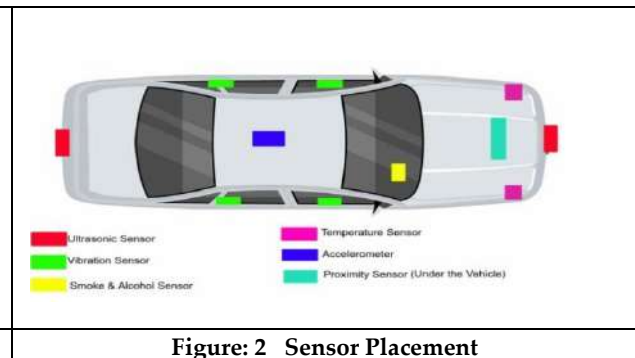 Ultrasonic Sensor
Temperature Sensor
Vibration Sensor
Accelerometer
Smoke & Alcohol Sensor
Proximity Sensor (Under the Vehicle)
Figure: 2 Sensor Placement